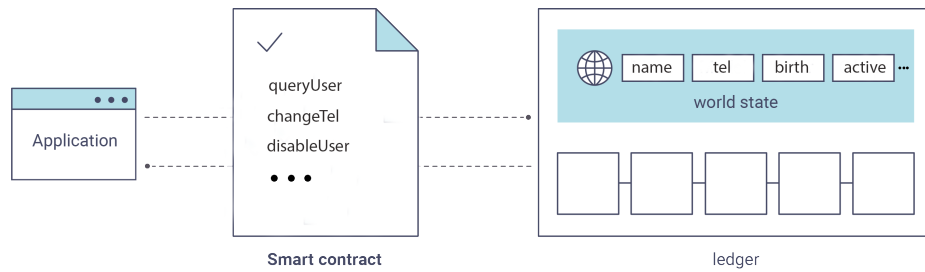 Application
queryUser
changeTel
disableUser
•••
Smart contract
name
tel
birth
active
•••
world state
ledger